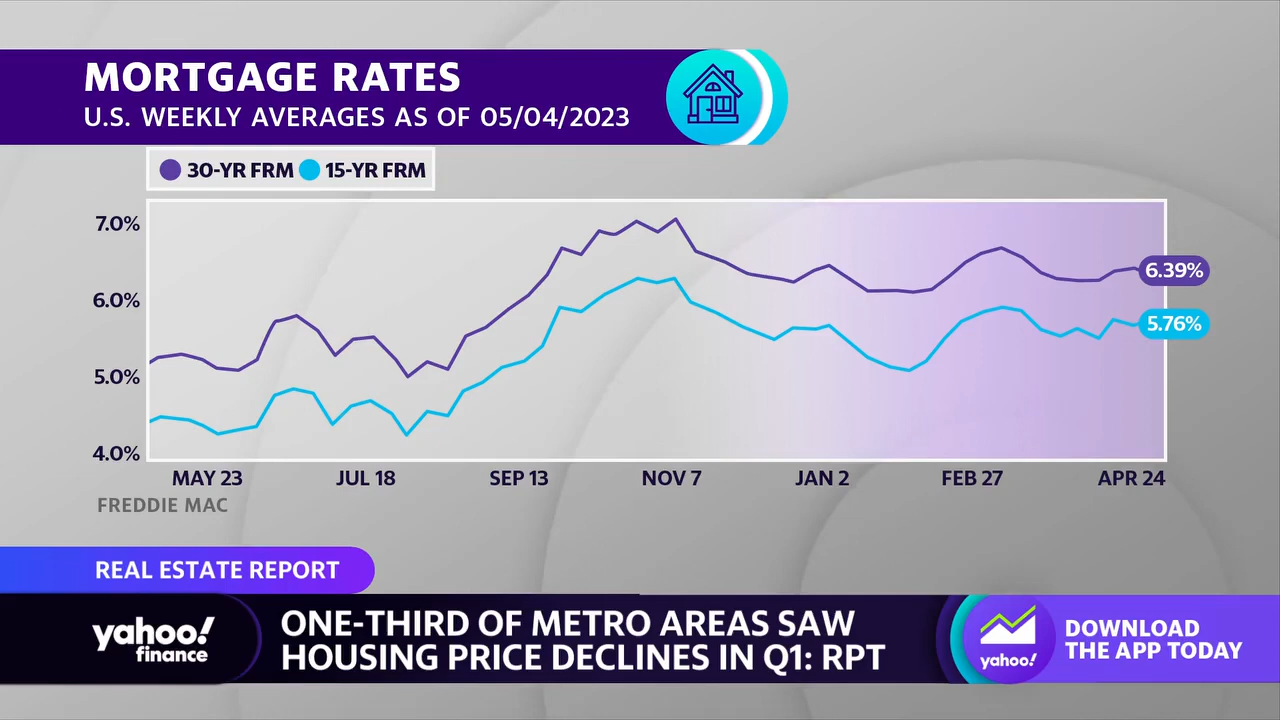 MORTGAGE RATES
U.S. WEEKLY AVERAGES AS OF 05/04/2023
30-YR FRM 15-YR FRM
7.0%
6.0%
5.0%
4.0%
6.39%
5.76%
MAY 23 JUL 18 SEP 13 NOV 7 JAN 2 FEB 27 APR 24
FREDDIE MAC
REAL ESTATE REPORT
yahoo!
finance
ONE-THIRD OF METRO AREAS SAW
HOUSING PRICE DECLINES IN Q1: RPT
yahoo!
DOWNLOAD
THE APP TODAY